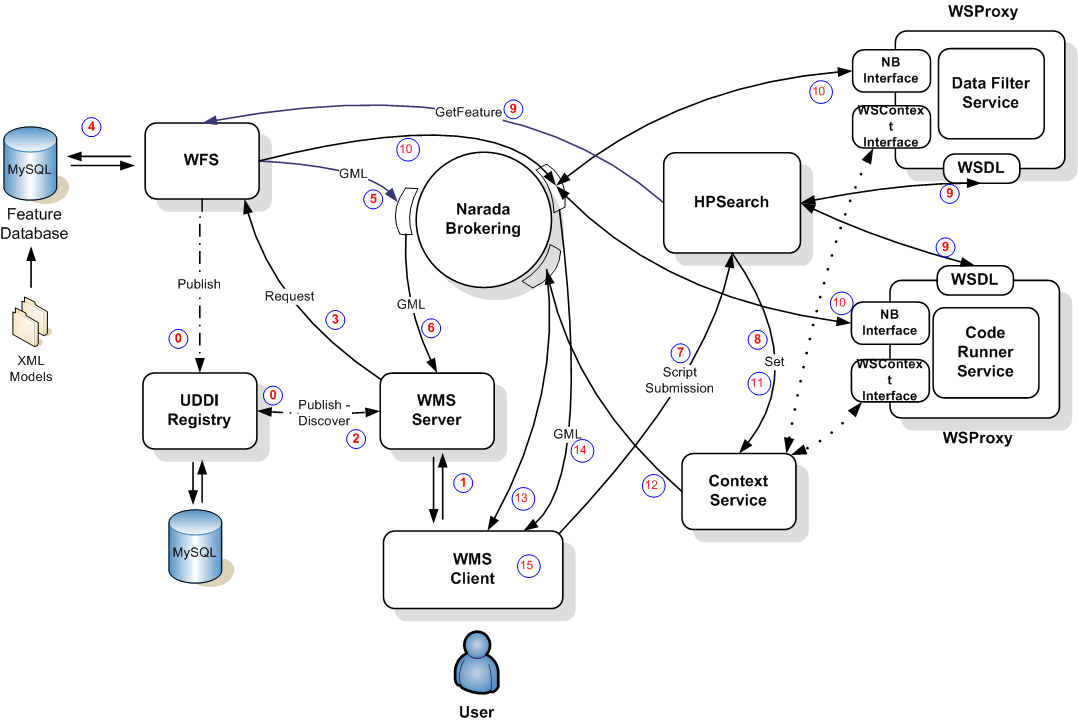 WSProxy
NB
Interface
10
Data Filter
Service
WSContex
t
Interface
WSDL
9
GetFeature
9
4
MySQL
Feature
Database
XML
Models
WFS
10
GML
5
Narada
Brokering
HPSearch
9
WSDL
Publish
0
Request
3
GML
6
10
NB
Interface
Code
Runner
Service
WSContex
t
Interface
WSProxy
7
Script
Submission
8
Set
11
UDDI
Registry
0
Publish -
Discover
2
WMS
Server
GML
14
1
13
12
Context
Service
MySQL
WMS
Client
15
User